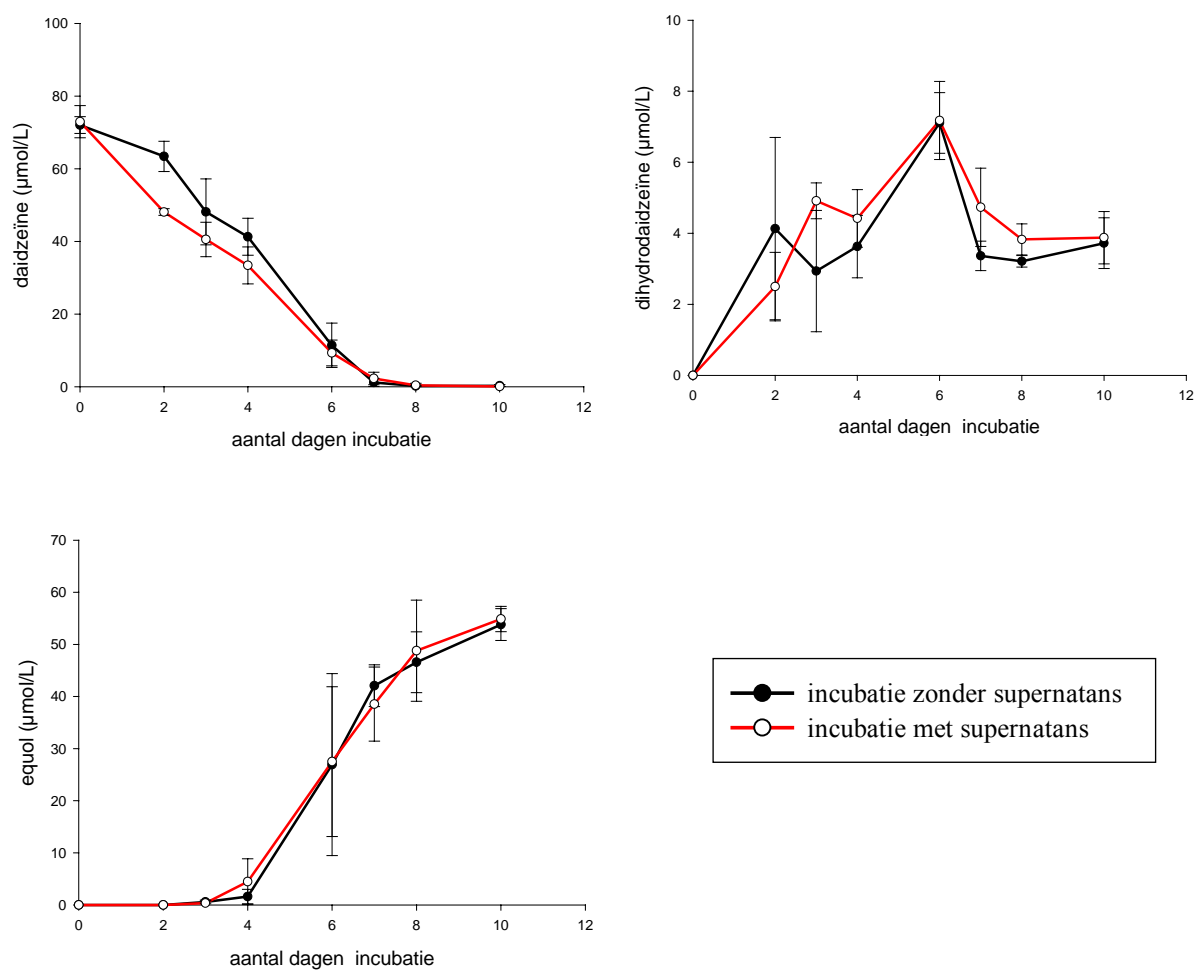 100
80
60
40
20
0
daidzeïne (µmol/L)
0 2 4 6 8 10 12
aantal dagen incubatie
10
8
6
4
2
0
dihydrodaidzeïne (µmol/L)
0 2 4 6 8 10 12
aantal dagen incubatie
70
60
50
40
30
20
10
0
equol (µmol/L)
0 2 4 6 8 10 12
aantal dagen incubatie
incubatie zonder supernatans
incubatie met supernatans